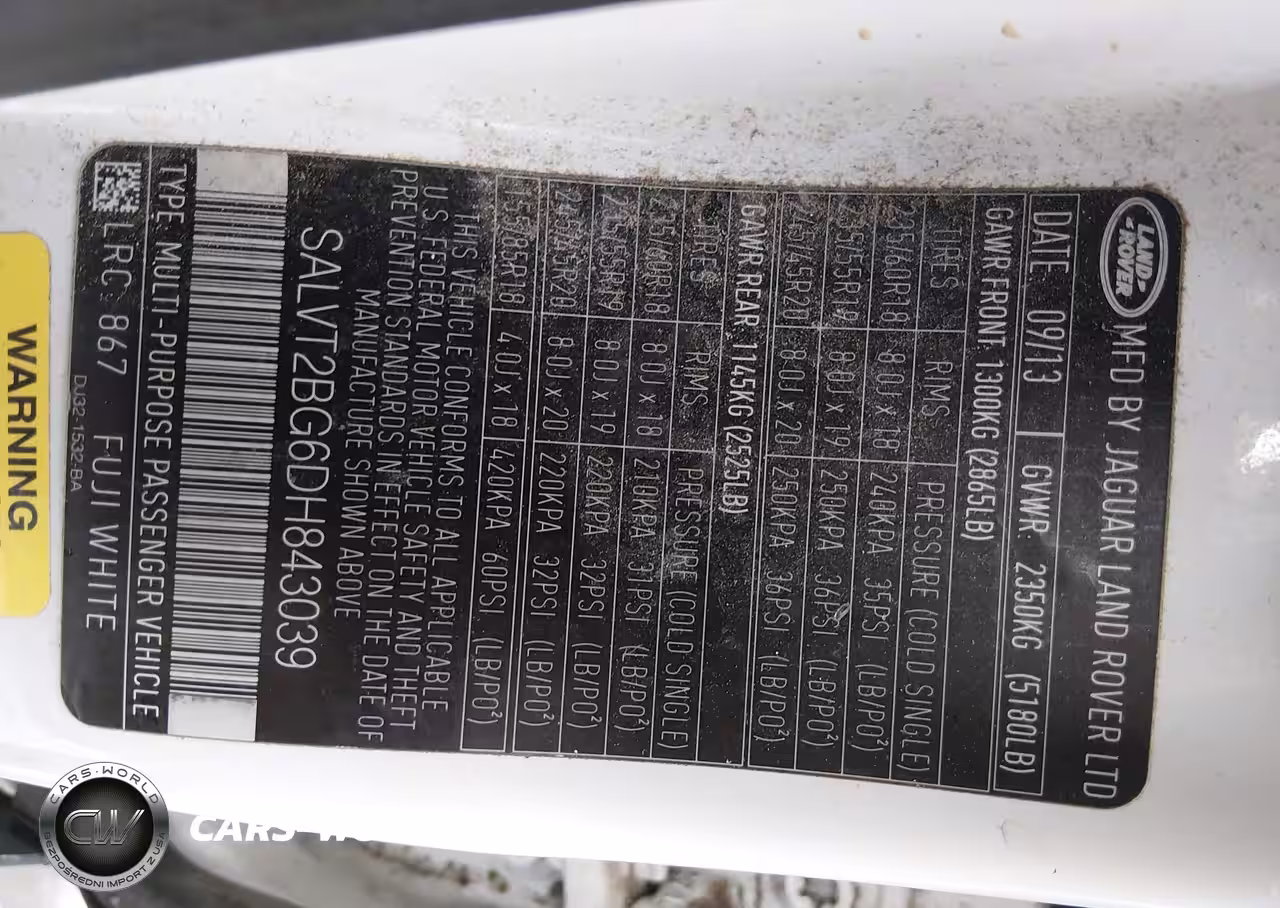 LAND ROVER
MFD BY JAGUAR LAND ROVER LTD
DATE 09/13 GVWR: 2350KG (5180LB)
GAWR FRONT 1300KG (2865LB)
TIRES RIMS PRESSURE (COLD SINGLE)
225/60R18 8.0J x 18 240KPA 35PSI (LB/PO²)
235/55R19 8.0J x 19 250KPA 36PSI (LB/PO²)
245/45R20 8.0J x 20 250KPA 36PSI (LB/PO²)
GAWR REAR 1145KG (2525LB)
TIRES RIMS PRESSURE (COLD SINGLE)
8.0J x 18 210KPA 31PSI (LB/PO²)
8.0J x 19 220KPA 32PSI (LB/PO²)
245/45R20 8.0J x 20 220KPA 32PSI (LB/PO²)
155/85R18 4.0J x 18 420KPA 60PSI (LB/PO²)
THIS VEHICLE CONFORMS TO ALL APPLICABLE
U.S FEDERAL MOTOR VEHICLE SAFETY AND THEFT
PREVENTION STANDARDS IN EFFECT ON THE DATE OF
MANUFACTURE SHOWN ABOVE
SALVT2BG6DH843039
TYPE MULTI-PURPOSE PASSENGER VEHICLE
LRC: 867 FUJI WHITE
DJ32-1532-BA
WARNING
CARS-WORLD
CW
BEZPOŚREDNI IMPORT Z USA